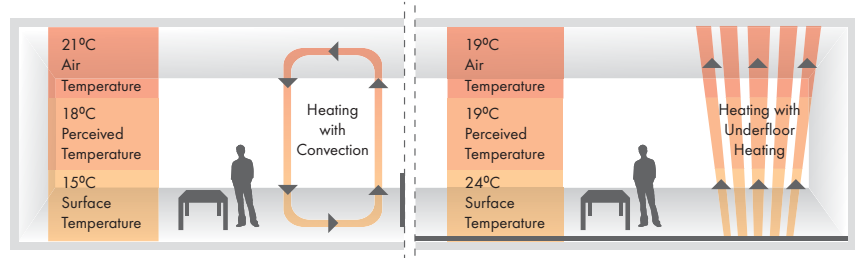 21ºC
Air
Temperature
18ºC
Perceived
Temperature
15ºC
Surface
Temperature
Heating
with
Convection
19ºC
Air
Temperature
19ºC
Perceived
Temperature
24ºC
Surface
Temperature
Heating with
Underfloor
Heating